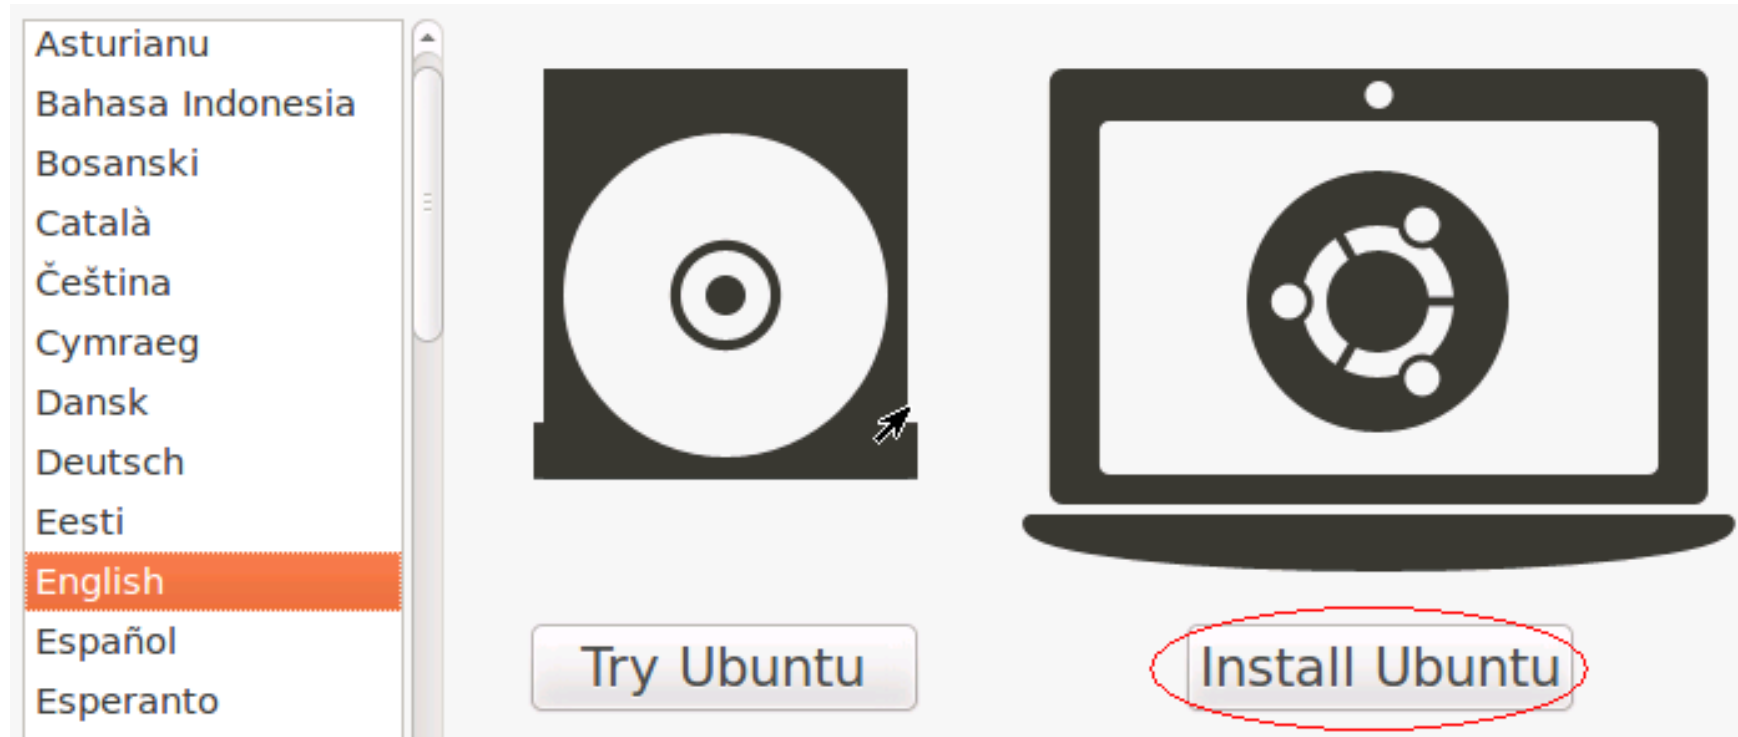 Asturianu
Bahasa Indonesia
Bosanski
Català
Čeština
Cymraeg
Dansk
Deutsch
Eesti
English
Español
Esperanto
Try Ubuntu
Install Ubuntu